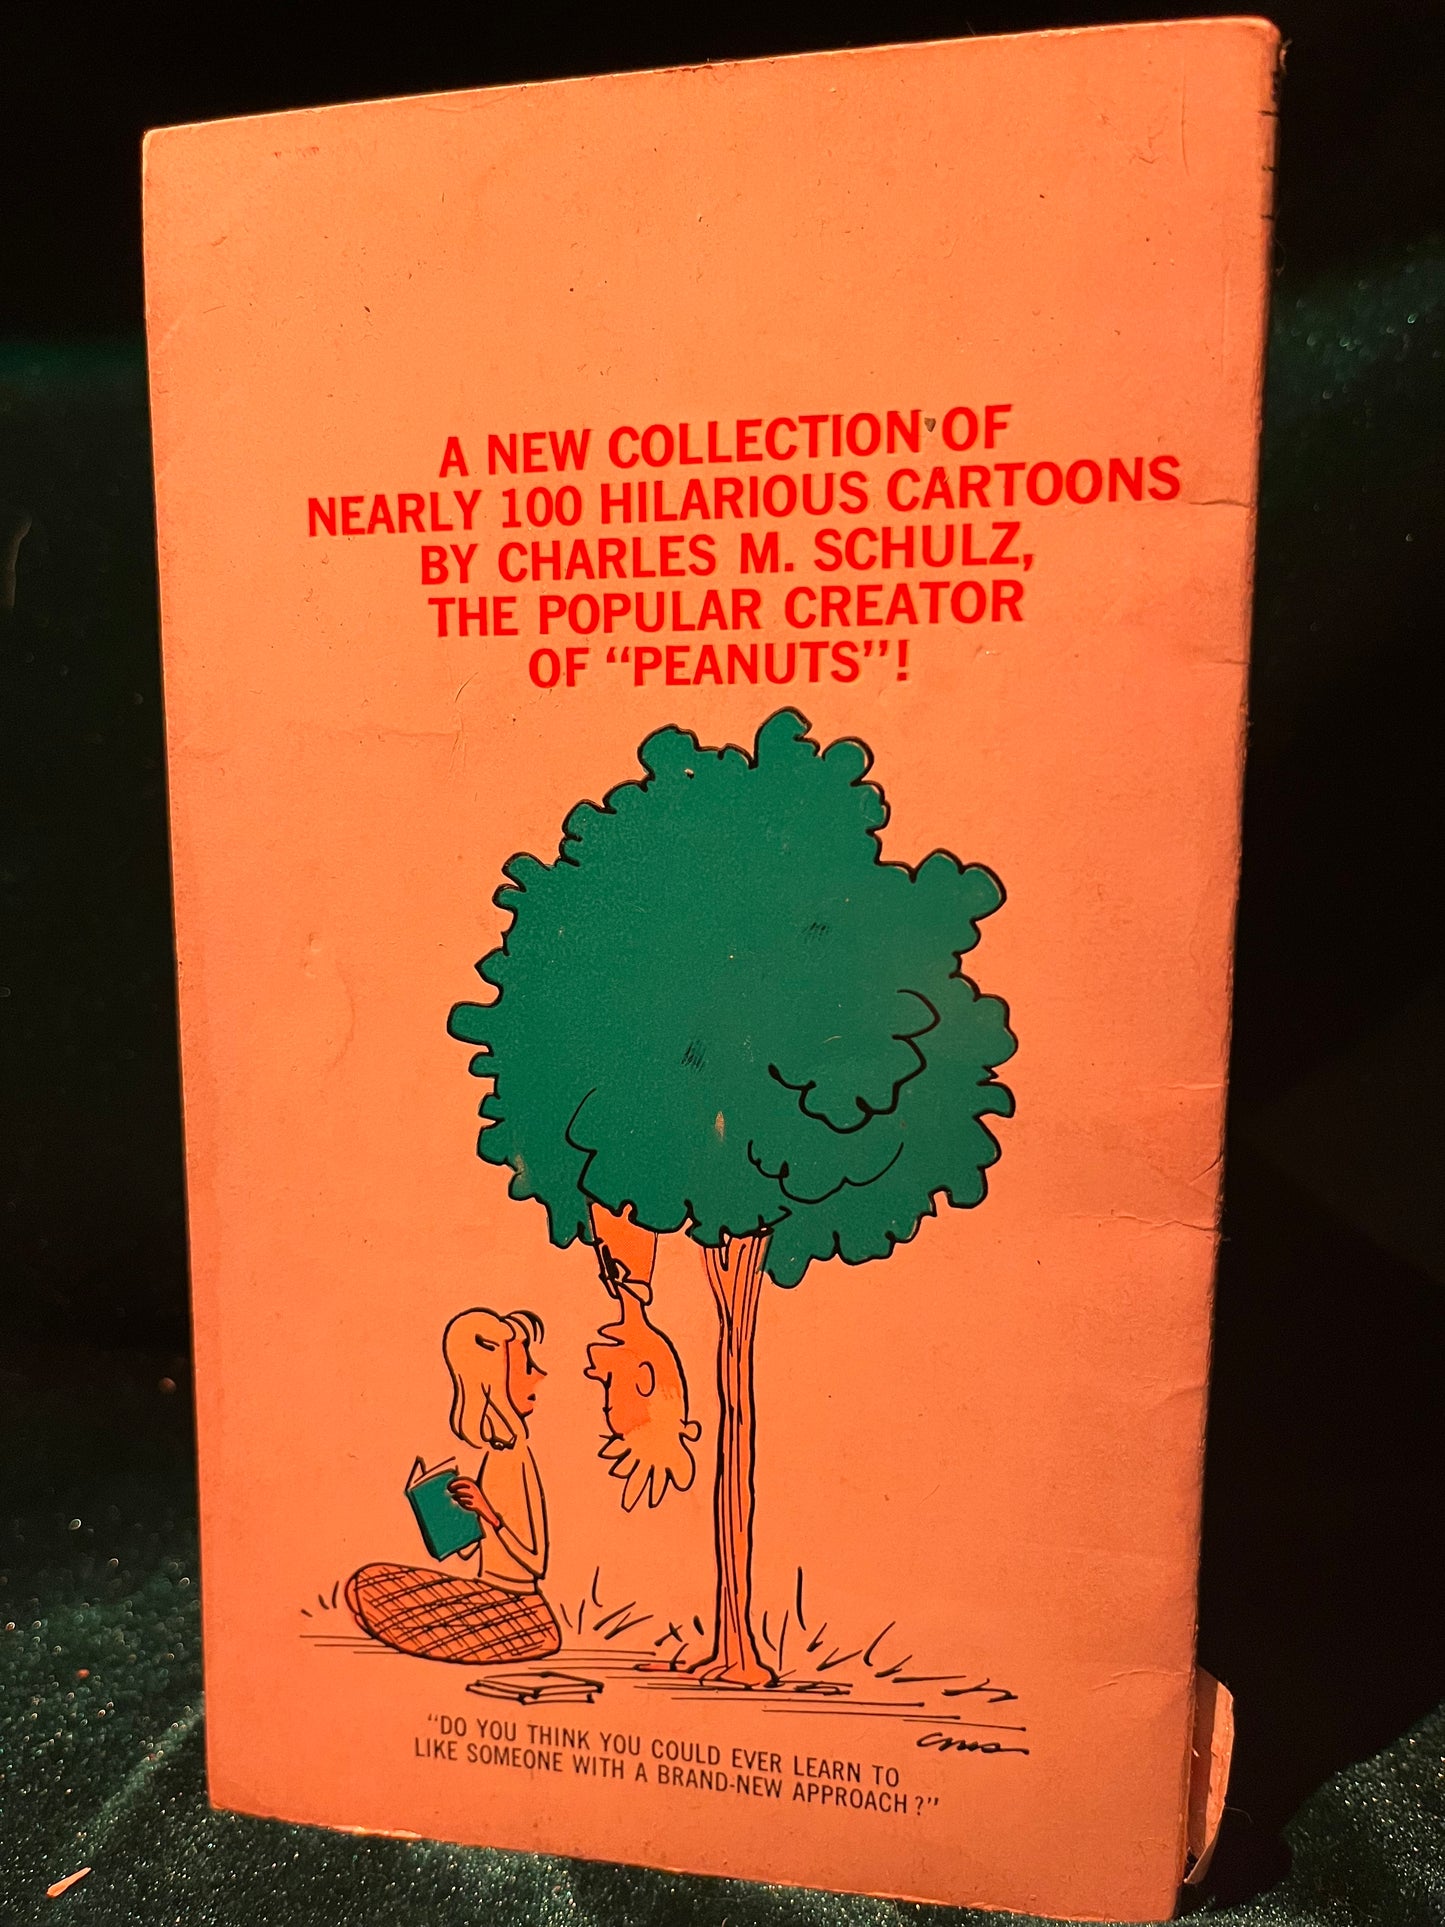 A NEW COLLECTION OF
NEARLY 100 HILARIOUS CARTOONS
BY CHARLES M. SCHULZ,
THE POPULAR CREATOR
OF “PEANUTS”!
“DO YOU THINK YOU COULD EVER LEARN TO
LIKE SOMEONE WITH A BRAND-NEW APPROACH?”